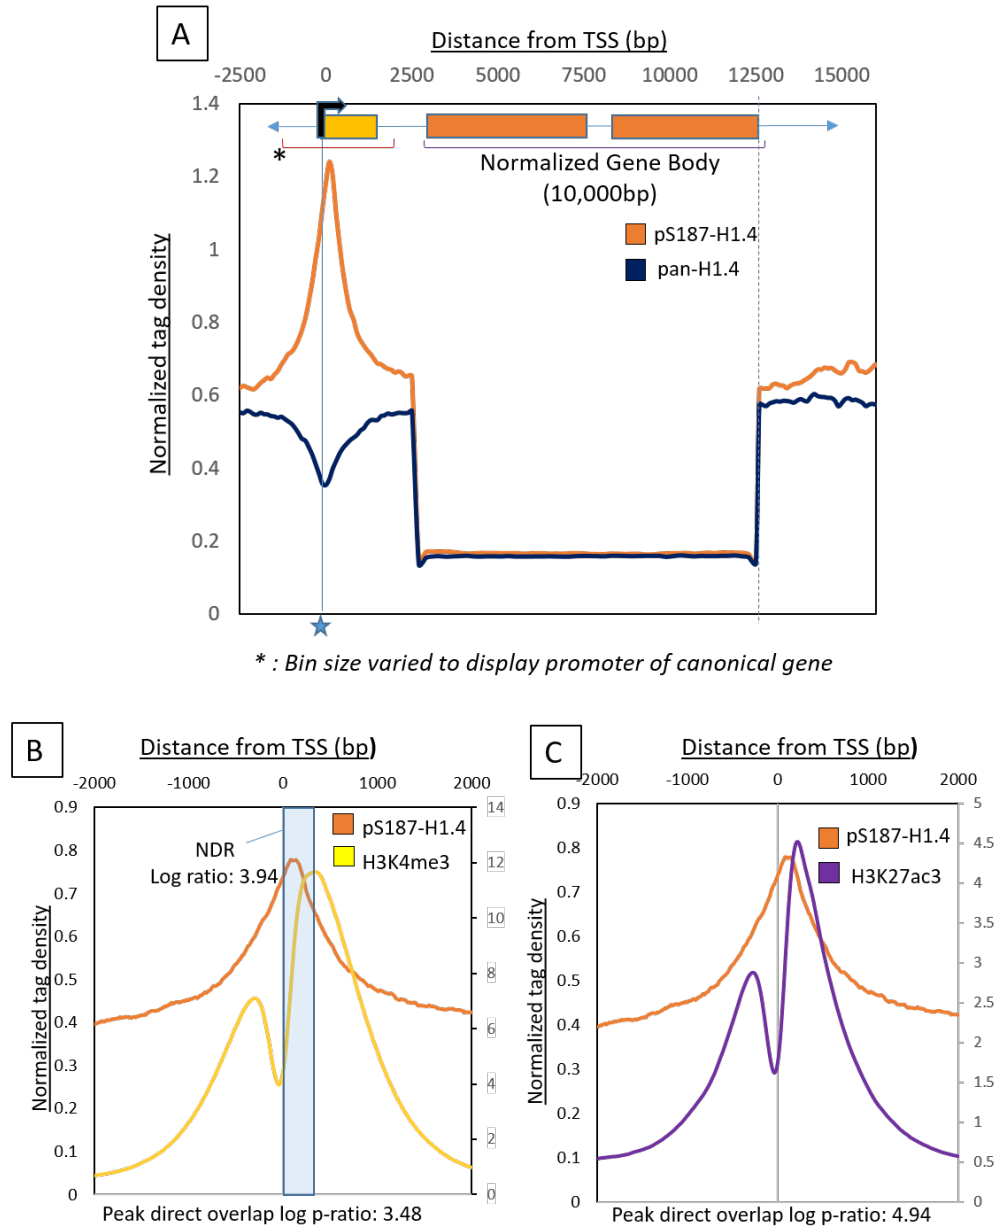 A
Distance from TSS (bp)
-2500 0 2500 5000 7500 10000 12500 15000
1.4
1.2
1
0.8
0.6
0.4
0.2
0
Normalized tag density
*
Normalized Gene Body
(10,000bp)
pS187-H1.4
pan-H1.4
* : Bin size varied to display promoter of canonical gene
B
Distance from TSS (bp)
-2000 -1000 0 1000 2000
0.9
0.8
0.7
0.6
0.5
0.4
0.3
0.2
0.1
0
Normalized tag density
NDR
Log ratio: 3.94
pS187-H1.4
H3K4me3
14
12
10
8
6
4
2
0
Peak direct overlap log p-ratio: 3.48
C
Distance from TSS (bp)
-2000 -1000 0 1000 2000
0.9
0.8
0.7
0.6
0.5
0.4
0.3
0.2
0.1
0
Normalized tag density
pS187-H1.4
H3K27ac3
5
4.5
4
3.5
3
2.5
2
1.5
1
0.5
0
Peak direct overlap log p-ratio: 4.94